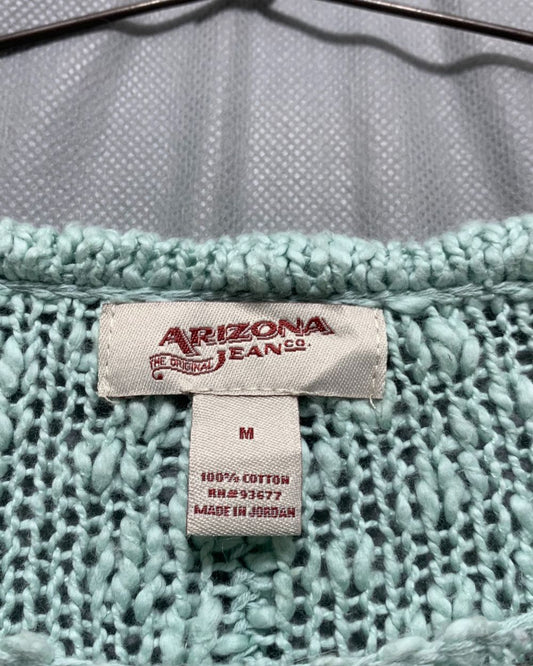 ARIZONA
THE ORIGINAL JEAN CO.
M
100% COTTON
RN#93677
MADE IN JORDAN